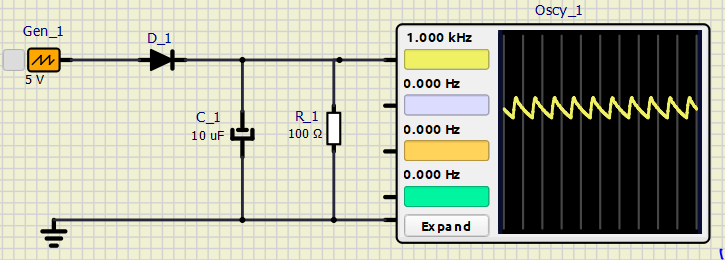 Oscy_1
Gen_1
5 V
D_1
C_1
10 uF
R_1
100 Ω
1.000 kHz
0.000 Hz
0.000 Hz
0.000 Hz
Expand